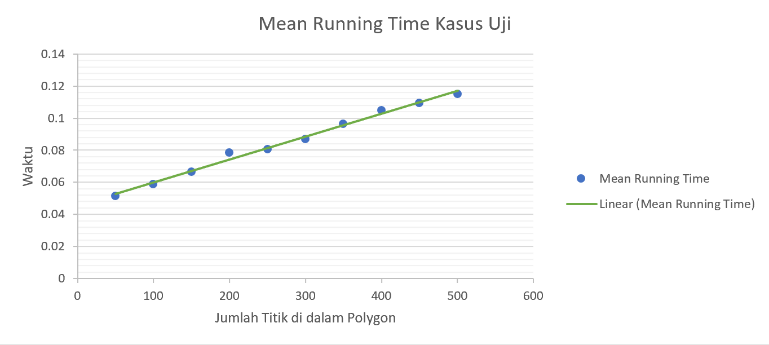 Mean Running Time Kasus Uji
0.14
0.12
0.1
0.08
0.06
0.04
0.02
0
Waktu
0 100 200 300 400 500 600
Jumlah Titik di dalam Polygon
Mean Running Time
Linear (Mean Running Time)